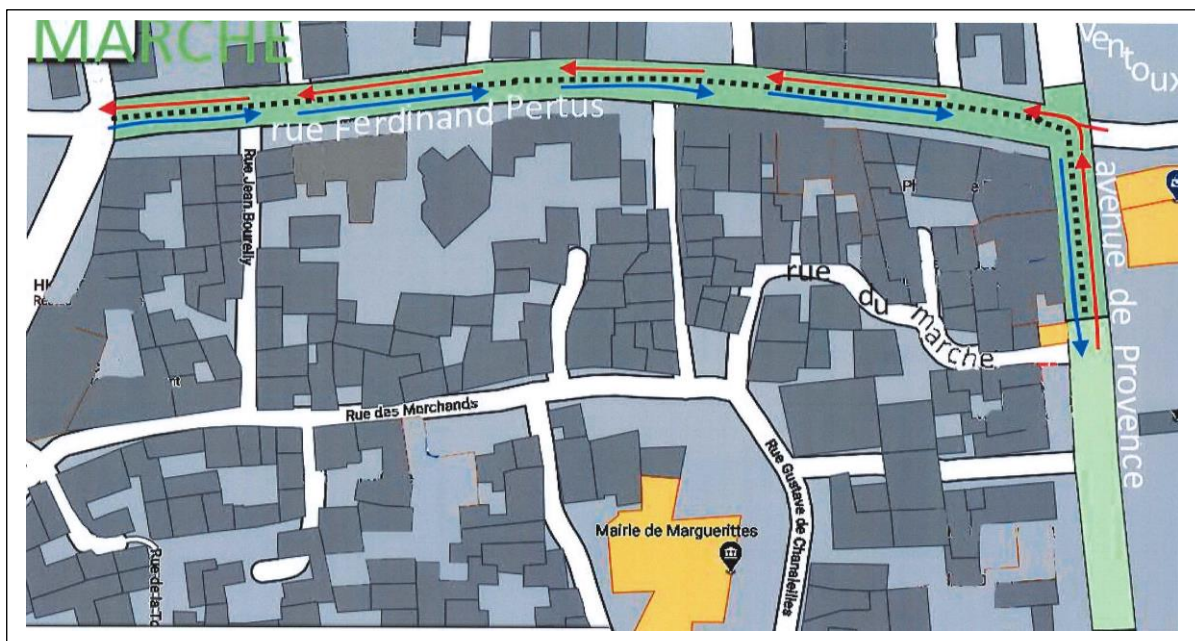 MARCHE
ventoux
rue Ferdinand Pertus
Rue Jean Bourelly
avenue de Provence
rue du marche
Rue des Marchands
Rue Gustave de Chanaleilles
Mairie de Marguerittes